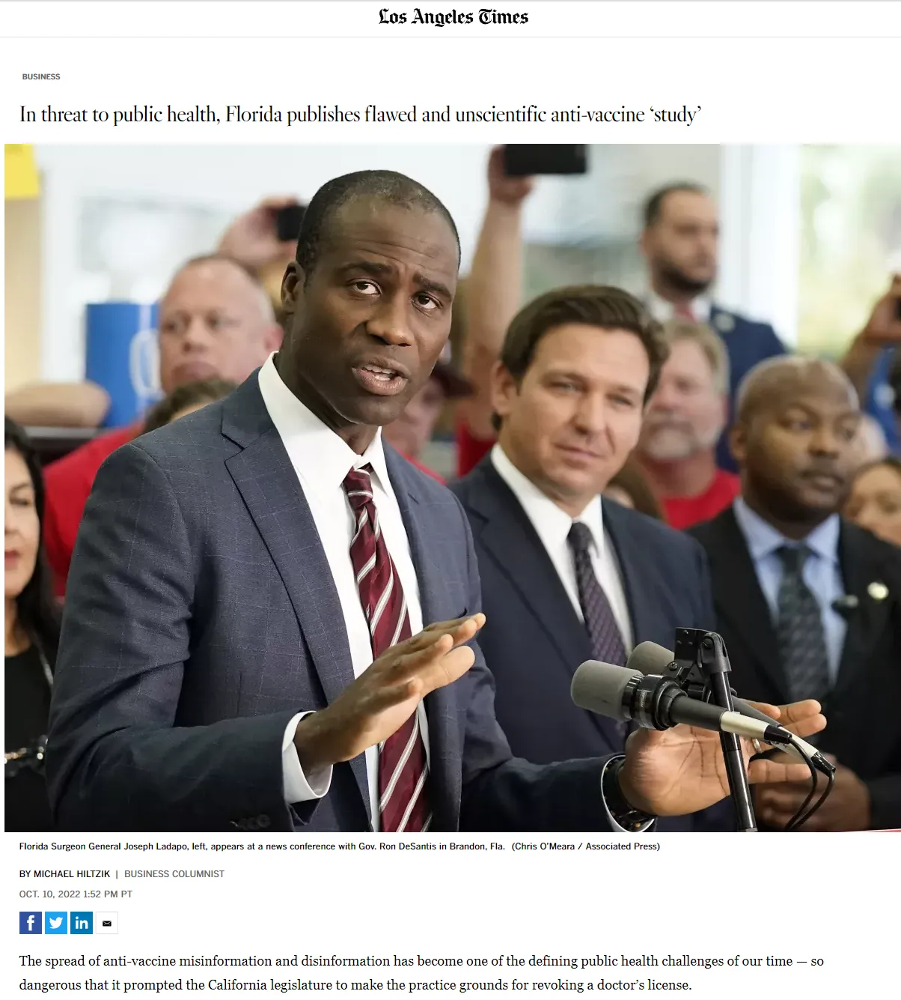 Los Angeles Times
BUSINESS
In threat to public health, Florida publishes flawed and unscientific anti-vaccine ‘study’
Florida Surgeon General Joseph Ladapo, left, appears at a news conference with Gov. Ron DeSantis in Brandon, Fla. (Chris O’Meara / Associated Press)
BY MICHAEL HILTZIK | BUSINESS COLUMNIST
OCT. 10, 2022 1:52 PM PT
The spread of anti-vaccine misinformation and disinformation has become one of the defining public health challenges of our time — so
dangerous that it prompted the California legislature to make the practice grounds for revoking a doctor’s license.